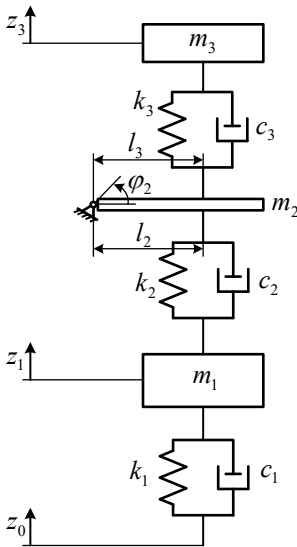 z₃
m₃
k₃
c₃
l₃
φ₂
m₂
l₂
k₂
c₂
z₁
m₁
k₁
c₁
z₀